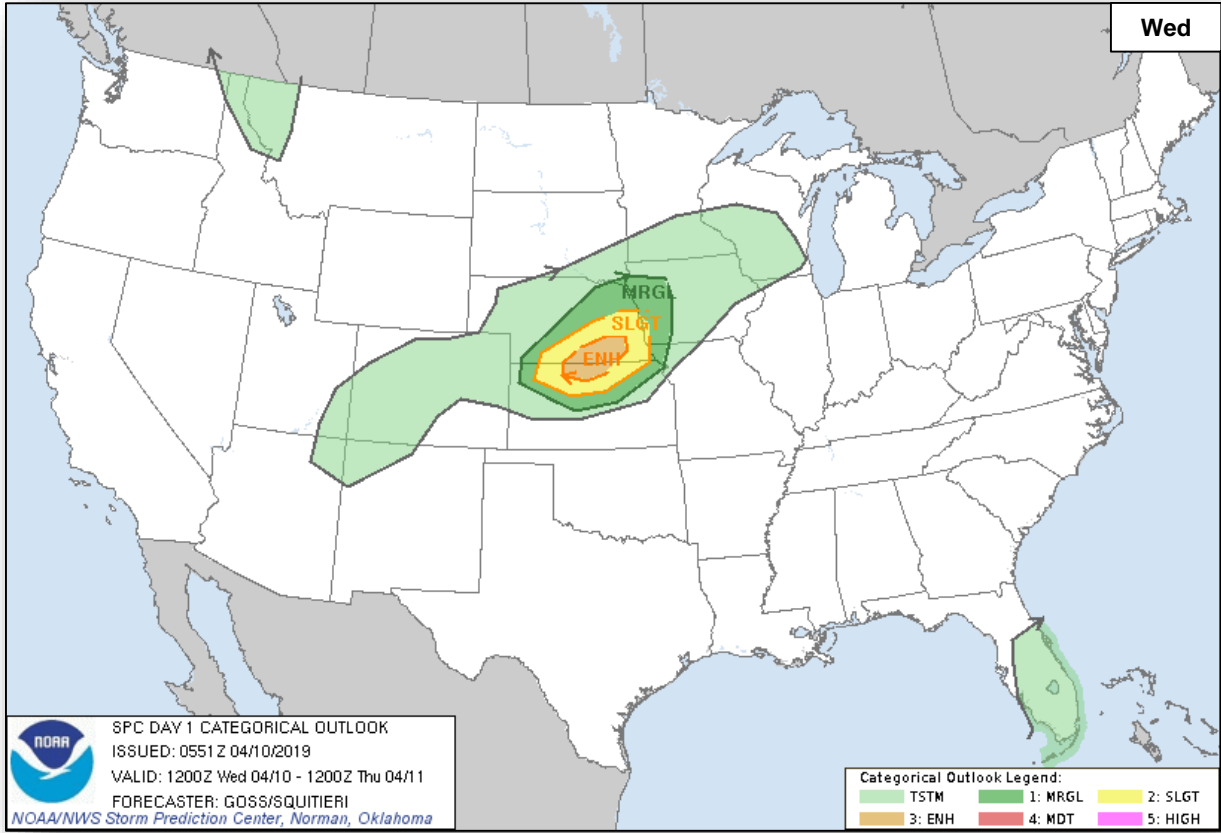 Wed
MRGL
SLGT
ENH
NOAA
SPC DAY 1 CATEGORICAL OUTLOOK
ISSUED: 0551Z 04/10/2019
VALID: 1200Z Wed 04/10 - 1200Z Thu 04/11
FORECASTER: GOSS/SQUITIERI
NOAA/NWS Storm Prediction Center, Norman, Oklahoma
Categorical Outlook Legend:
TSTM 1: MRGL 2: SLGT
3: ENH 4: MDT 5: HIGH